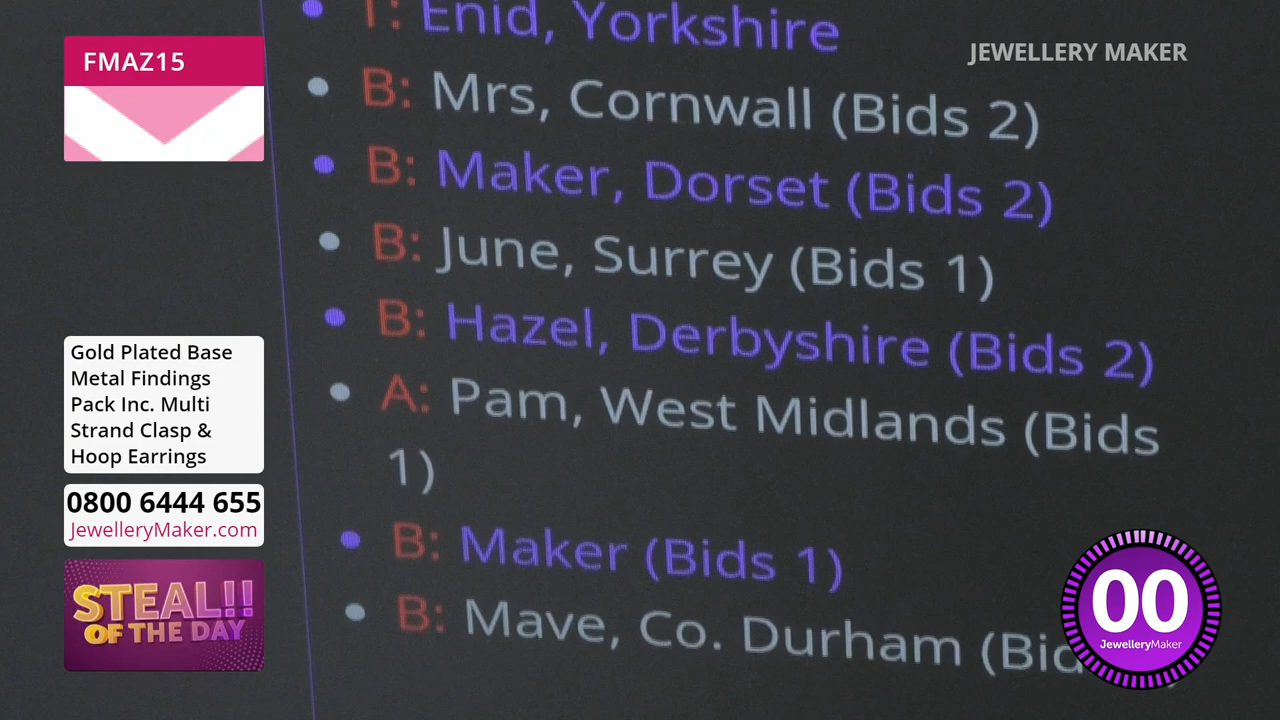 FMAZ15
JEWELLERY MAKER
T: Enid, Yorkshire
B: Mrs, Cornwall (Bids 2)
B: Maker, Dorset (Bids 2)
B: June, Surrey (Bids 1)
B: Hazel, Derbyshire (Bids 2)
A: Pam, West Midlands (Bids
1)
B: Maker (Bids 1)
B: Mave, Co. Durham
Gold Plated Base
Metal Findings
Pack Inc. Multi
Strand Clasp &
Hoop Earrings
0800 6444 655
JewelleryMaker.com
STEAL!!
OF THE DAY
00
JewelleryMaker